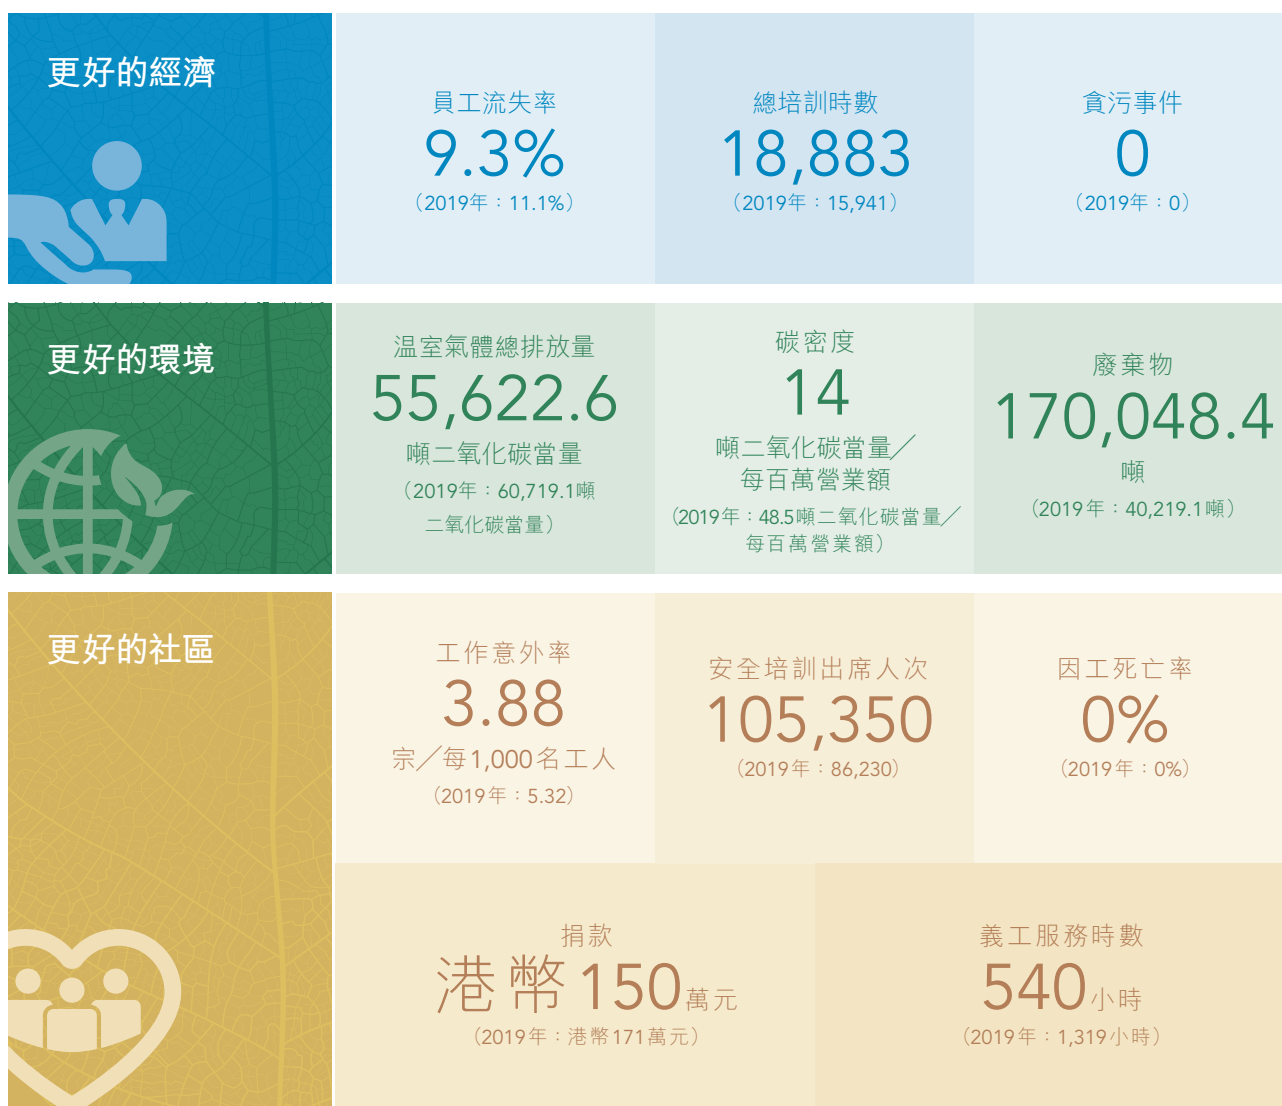 更好的經濟
員工流失率
9.3%
（2019年：11.1%）
總培訓時數
18,883
（2019年：15,941）
貪污事件
0
（2019年：0）
更好的環境
温室氣體總排放量
55,622.6
噸二氧化碳當量
（2019年：60,719.1噸
二氧化碳當量）
碳密度
14
噸二氧化碳當量／
每百萬營業額
（2019年：48.5噸二氧化碳當量／
每百萬營業額）
廢棄物
170,048.4
噸
（2019年：40,219.1噸）
更好的社區
工作意外率
3.88
宗／每1,000名工人
（2019年：5.32）
安全培訓出席人次
105,350
（2019年：86,230）
因工死亡率
0%
（2019年：0%）
捐款
港幣150萬元
（2019年：港幣171萬元）
義工服務時數
540小時
（2019年：1,319小時）